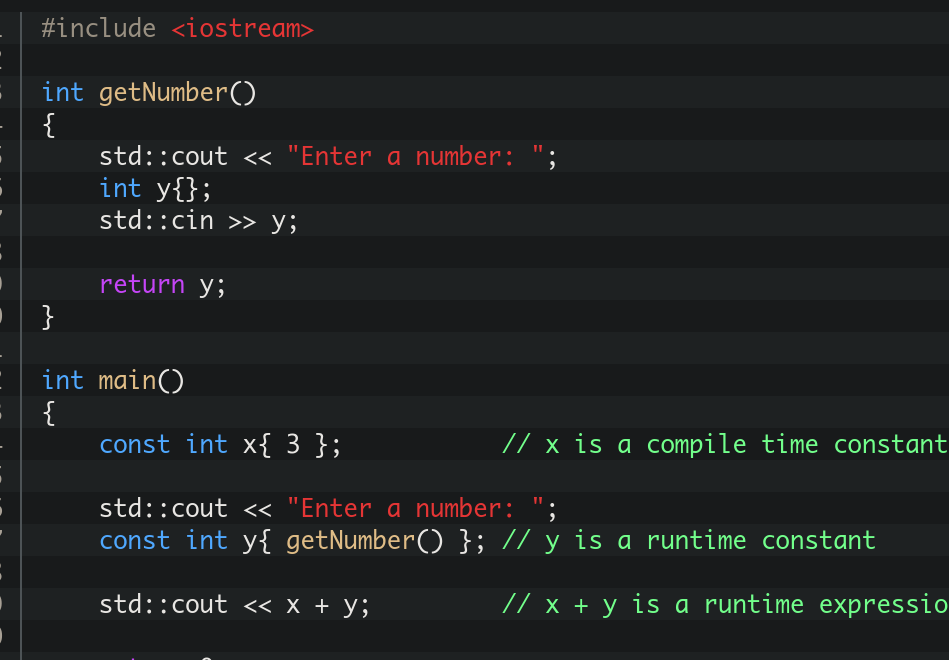 #include <iostream>
int getNumber()
{
std::cout << "Enter a number: ";
int y{};
std::cin >> y;
return y;
}
int main()
{
const int x{ 3 };           // x is a compile time constant
std::cout << "Enter a number: ";
const int y{ getNumber() }; // y is a runtime constant
std::cout << x + y;         // x + y is a runtime expressio